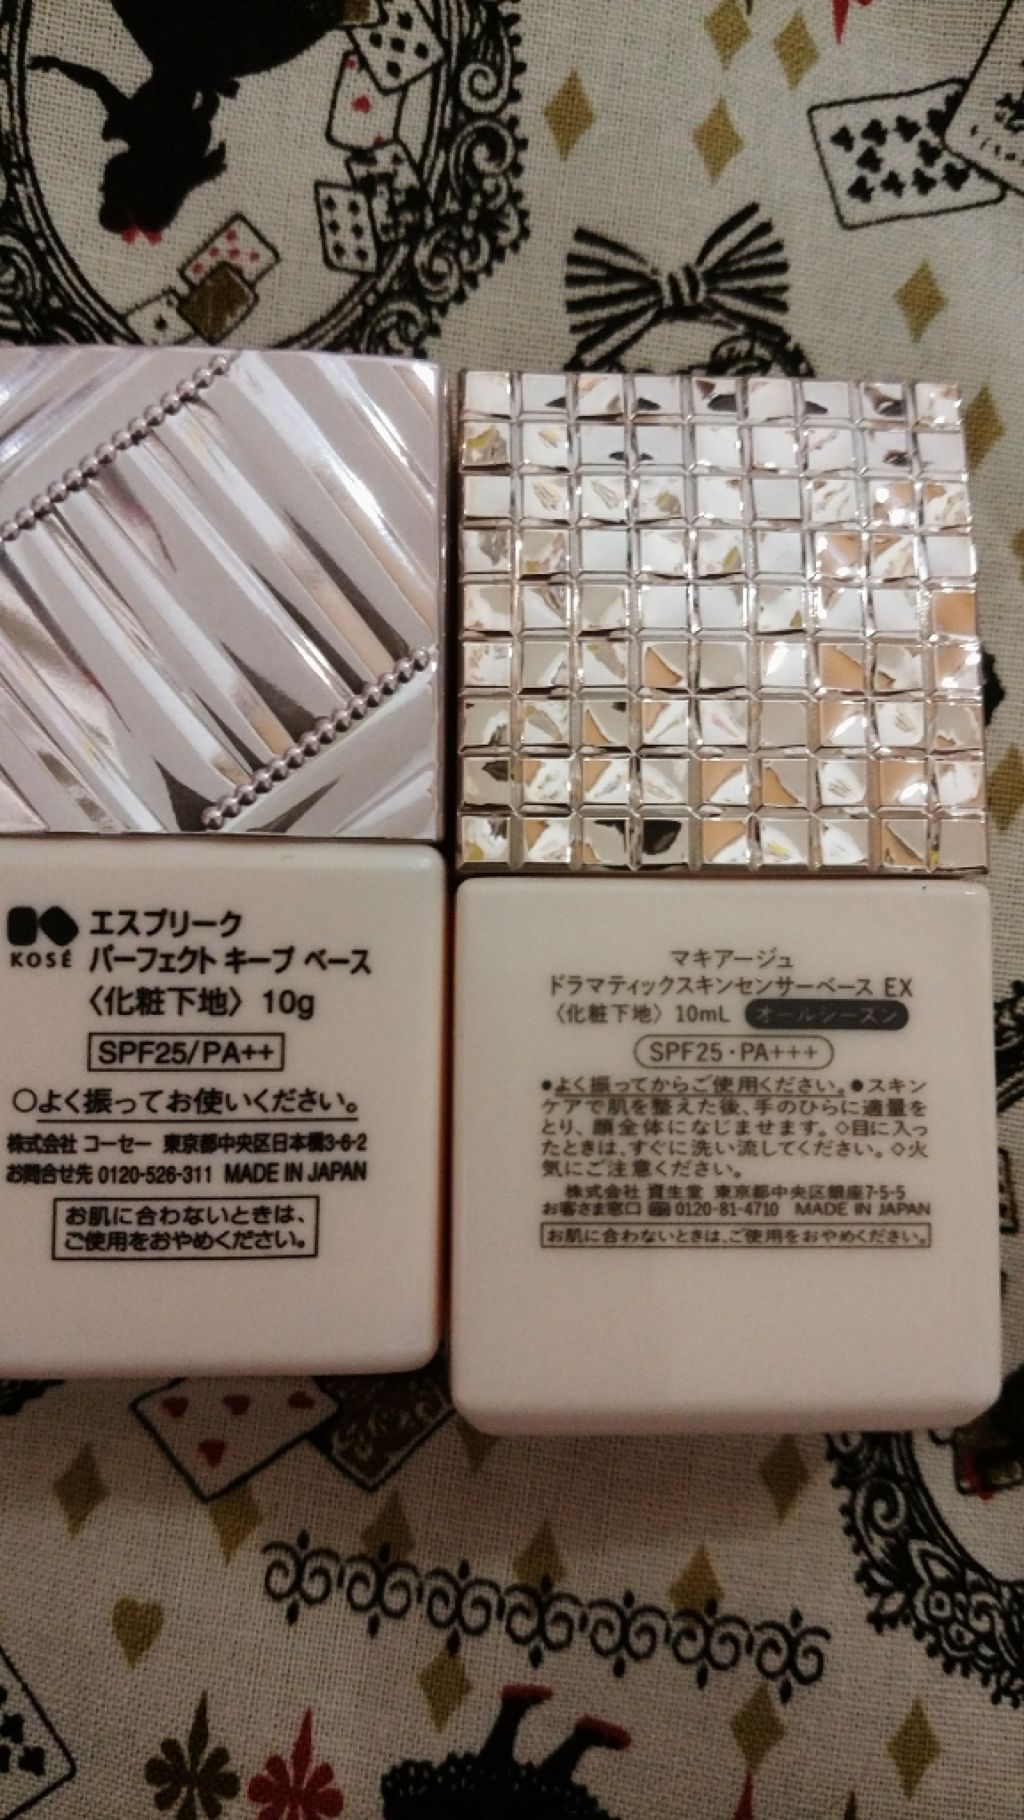 KOSÉ
エスプリーク
パーフェクト キープ ベース
〈化粧下地〉 10g
SPF25/PA++
○よく振ってお使いください。
株式会社 コーセー 東京都中央区日本橋3-6-2
お問合せ先 0120-526-311 MADE IN JAPAN
お肌に合わないときは、
ご使用をおやめください。
マキアージュ
ドラマティックスキンセンサーベース EX
〈化粧下地〉 10mL オールシーズン
SPF25・PA+++
●よく振ってからご使用ください。●スキン
ケアで肌を整えた後、手のひらに適量を
とり、顔全体になじませます。◇目に入っ
たときは、すぐに洗い流してください。◇火
気にご注意ください。
株式会社 資生堂 東京都中央区銀座7-5-5
お客さま窓口 0120-81-4710 MADE IN JAPAN
お肌に合わないときは、ご使用をおやめください。